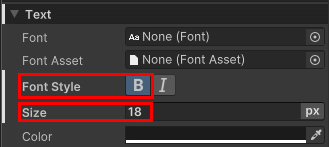 Text
Font Aa None (Font)
Font Asset None (Font Asset)
Font Style B I
Size 18 px
Color